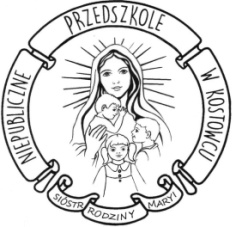 NIEPUBLICZNE PRZEDSZKOLE W KOSTOWCU
SIÓSTR RODZINY MARYI